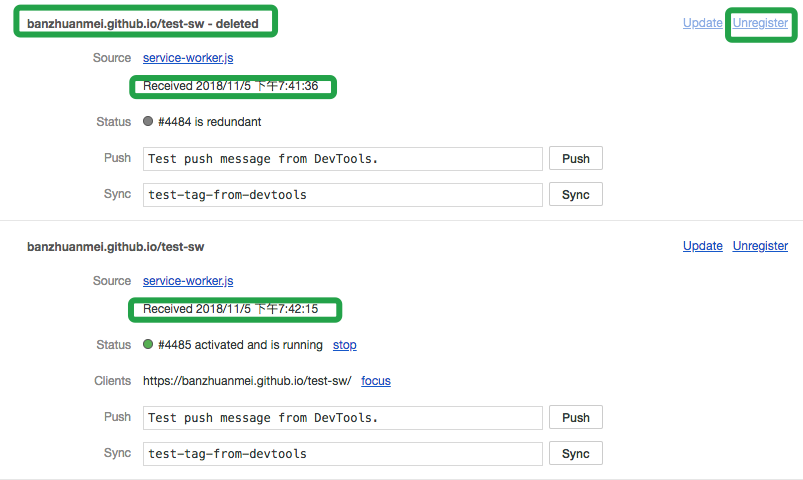 banzhuanmei.github.io/test-sw - deleted Update Unregister
Source service-worker.js
Received 2018/11/5 下午7:41:36
Status #4484 is redundant
Push Test push message from DevTools. Push
Sync test-tag-from-devtools Sync
banzhuanmei.github.io/test-sw Update Unregister
Source service-worker.js
Received 2018/11/5 下午7:42:15
Status #4485 activated and is running stop
Clients https://banzhuanmei.github.io/test-sw/ focus
Push Test push message from DevTools. Push
Sync test-tag-from-devtools Sync